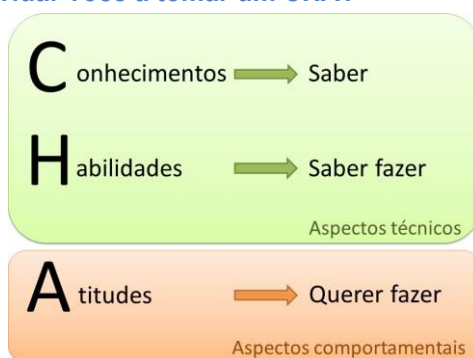 Conhecimentos Saber
Habilidades Saber fazer
Aspectos técnicos
Atitudes Querer fazer
Aspectos comportamentais